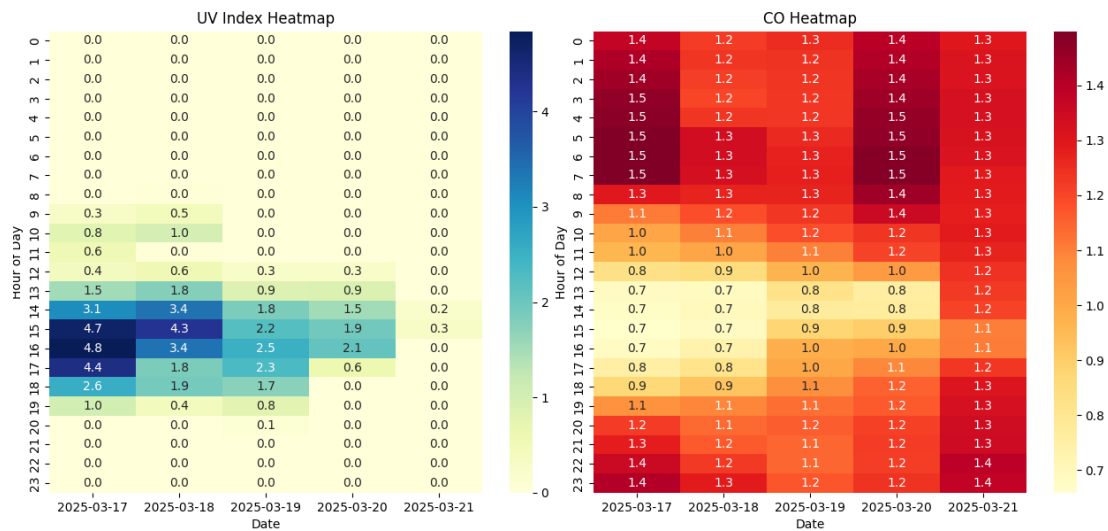 UV Index Heatmap
Hour of Day
0 0.0 0.0 0.0 0.0 0.0
1 0.0 0.0 0.0 0.0 0.0
2 0.0 0.0 0.0 0.0 0.0
3 0.0 0.0 0.0 0.0 0.0
4 0.0 0.0 0.0 0.0 0.0
5 0.0 0.0 0.0 0.0 0.0
6 0.0 0.0 0.0 0.0 0.0
7 0.0 0.0 0.0 0.0 0.0
8 0.0 0.0 0.0 0.0 0.0
9 0.3 0.5 0.0 0.0 0.0
10 0.8 1.0 0.0 0.0 0.0
11 0.6 0.0 0.0 0.0 0.0
12 0.4 0.6 0.3 0.3 0.0
13 1.5 1.8 0.9 0.9 0.0
14 3.1 3.4 1.8 1.5 0.2
15 4.7 4.3 2.2 1.9 0.3
16 4.8 3.4 2.5 2.1 0.0
17 4.4 1.8 2.3 0.6 0.0
18 2.6 1.9 1.7 0.0 0.0
19 1.0 0.4 0.8 0.0 0.0
20 0.0 0.0 0.1 0.0 0.0
21 0.0 0.0 0.0 0.0 0.0
22 0.0 0.0 0.0 0.0 0.0
23 0.0 0.0 0.0 0.0 0.0
2025-03-17 2025-03-18 2025-03-19 2025-03-20 2025-03-21
Date
4
3
2
1
0
CO Heatmap
Hour of Day
0 1.4 1.2 1.3 1.4 1.3
1 1.4 1.2 1.2 1.4 1.3
2 1.4 1.2 1.2 1.4 1.3
3 1.5 1.2 1.2 1.4 1.3
4 1.5 1.2 1.2 1.5 1.3
5 1.5 1.3 1.3 1.5 1.3
6 1.5 1.3 1.3 1.5 1.3
7 1.5 1.3 1.3 1.5 1.3
8 1.3 1.3 1.3 1.4 1.3
9 1.1 1.2 1.2 1.4 1.3
10 1.0 1.1 1.2 1.2 1.3
11 1.0 1.0 1.1 1.2 1.3
12 0.8 0.9 1.0 1.0 1.2
13 0.7 0.7 0.8 0.8 1.2
14 0.7 0.7 0.8 0.8 1.2
15 0.7 0.7 0.9 0.9 1.1
16 0.7 0.7 1.0 1.0 1.1
17 0.8 0.8 1.0 1.1 1.2
18 0.9 0.9 1.1 1.2 1.3
19 1.1 1.1 1.1 1.2 1.3
20 1.2 1.1 1.2 1.2 1.3
21 1.3 1.2 1.1 1.2 1.3
22 1.4 1.2 1.1 1.2 1.4
23 1.4 1.3 1.2 1.2 1.4
2025-03-17 2025-03-18 2025-03-19 2025-03-20 2025-03-21
Date
1.4
1.3
1.2
1.1
1.0
0.9
0.8
0.7